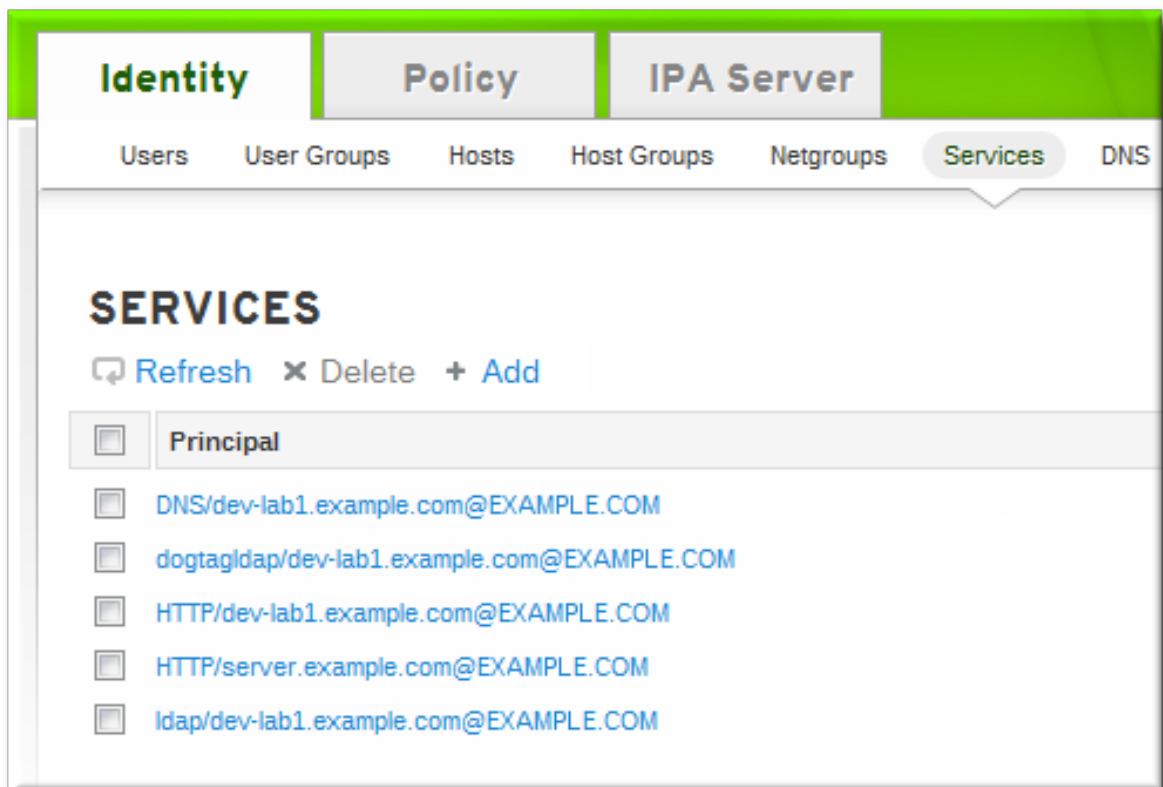 Identity Policy IPA Server
Users User Groups Hosts Host Groups Netgroups Services DNS
SERVICES
Refresh Delete + Add
Principal
DNS/dev-lab1.example.com@EXAMPLE.COM
dogtagldap/dev-lab1.example.com@EXAMPLE.COM
HTTP/dev-lab1.example.com@EXAMPLE.COM
HTTP/server.example.com@EXAMPLE.COM
ldap/dev-lab1.example.com@EXAMPLE.COM